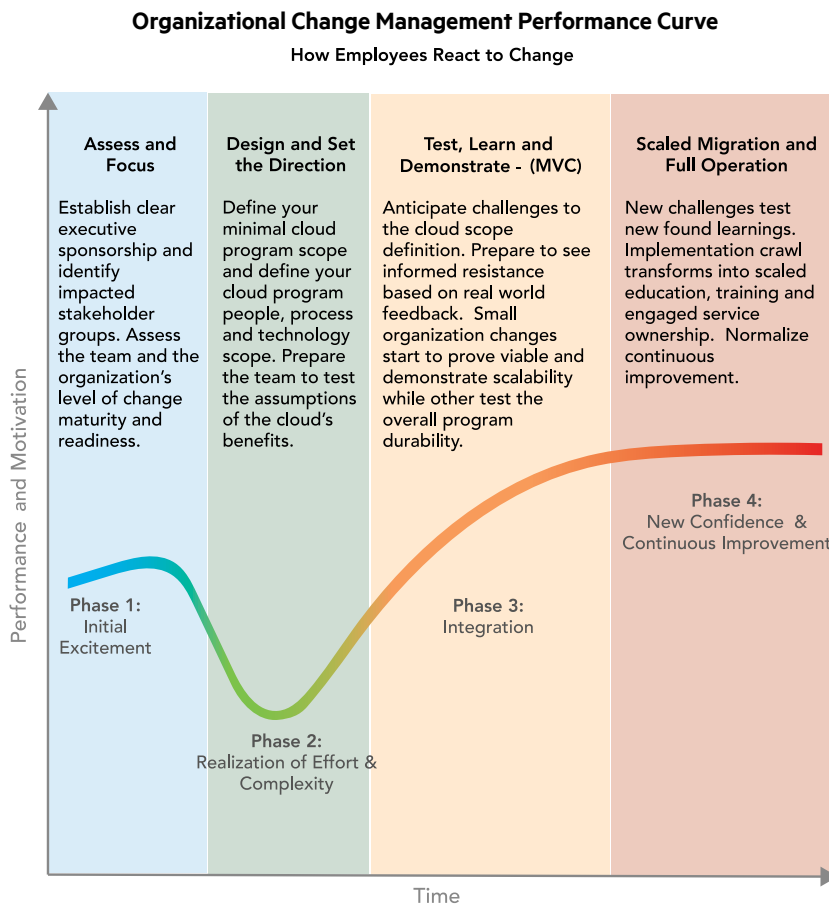 Organizational Change Management Performance Curve
How Employees React to Change
Assess and
Focus
Establish clear
executive
sponsorship and
identify
impacted
stakeholder
groups. Assess
the team and the
organization's
level of change
maturity and
readiness.
Design and Set
the Direction
Define your
minimal cloud
program scope
and define your
cloud program
people, process
and technology
scope. Prepare
the team to test
the assumptions
of the cloud's
benefits.
Test, Learn and
Demonstrate - (MVC)
Anticipate challenges to
the cloud scope
definition. Prepare to see
informed resistance
based on real world
feedback. Small
organization changes
start to prove viable and
demonstrate scalability
while other test the
overall program
durability.
Scaled Migration and
Full Operation
New challenges test
new found learnings.
Implementation crawl
transforms into scaled
education, training and
engaged service
ownership. Normalize
continuous
improvement.
Performance and Motivation
Phase 1:
Initial
Excitement
Phase 2:
Realization of Effort &
Complexity
Phase 3:
Integration
Phase 4:
New Confidence &
Continuous Improvement
Time